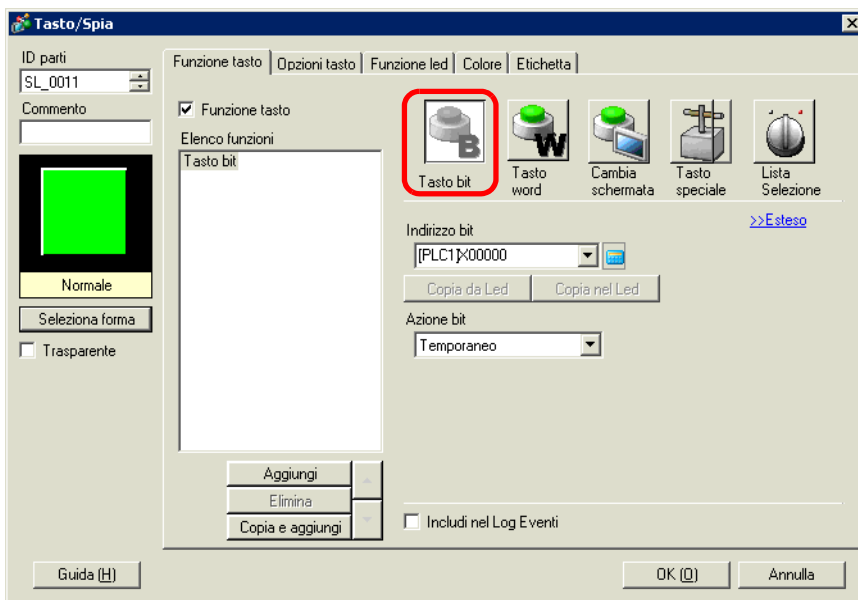 Tasto/Spia
ID parti
SL_0011
Commento
Normale
Seleziona forma
Trasparente
Funzione tasto
Opzioni tasto
Funzione led
Colore
Etichetta
Funzione tasto
Elenco funzioni
Tasto bit
Aggiungi
Elimina
Copia e aggiungi
B
Tasto bit
W
Tasto
word
Cambia
schermata
Tasto
speciale
Lista
Selezione
>>Esteso
Indirizzo bit
[PLC1]X00000
Copia da Led
Copia nel Led
Azione bit
Temporaneo
Includi nel Log Eventi
Guida (H)
OK (O)
Annulla